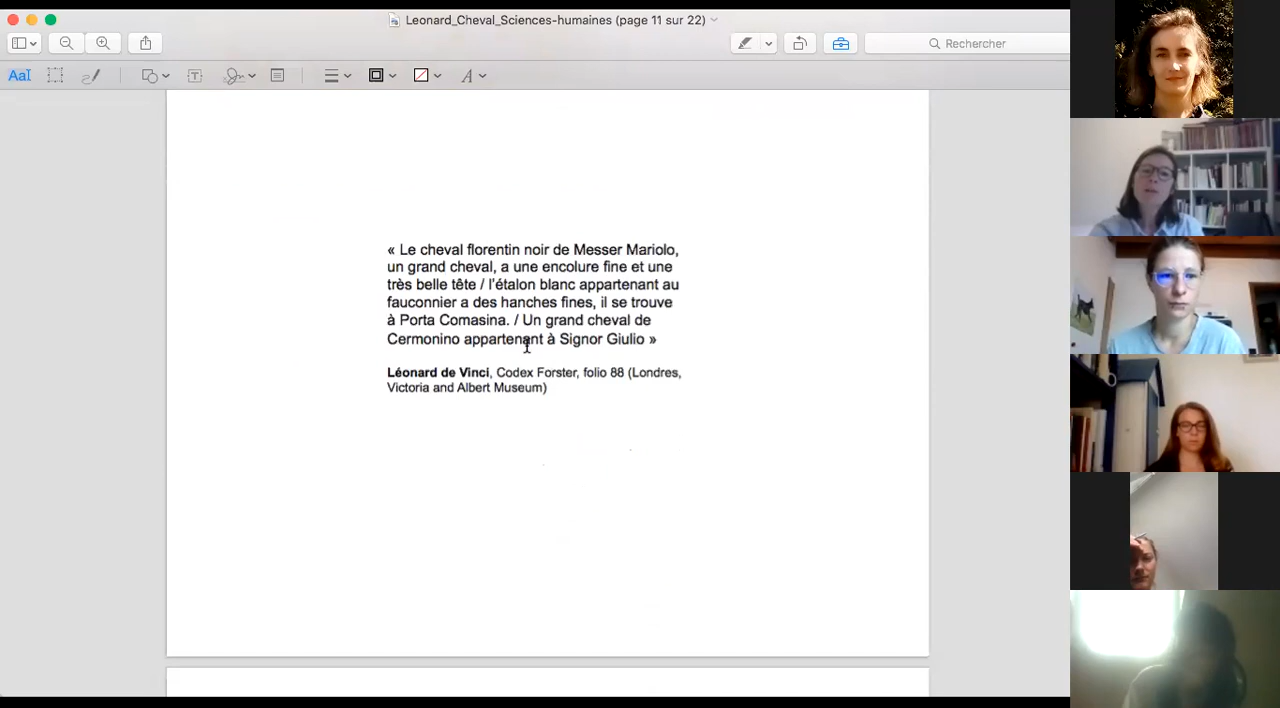 Leonard_Cheval_Sciences-humaines (page 11 sur 22)
Rechercher
AaI
A
« Le cheval florentin noir de Messer Mariolo,
un grand cheval, a une encolure fine et une
très belle tête / l'étalon blanc appartenant au
fauconnier a des hanches fines, il se trouve
à Porta Comasina. / Un grand cheval de
Cermonino appartenant à Signor Giulio »
Léonard de Vinci, Codex Forster, folio 88 (Londres,
Victoria and Albert Museum)